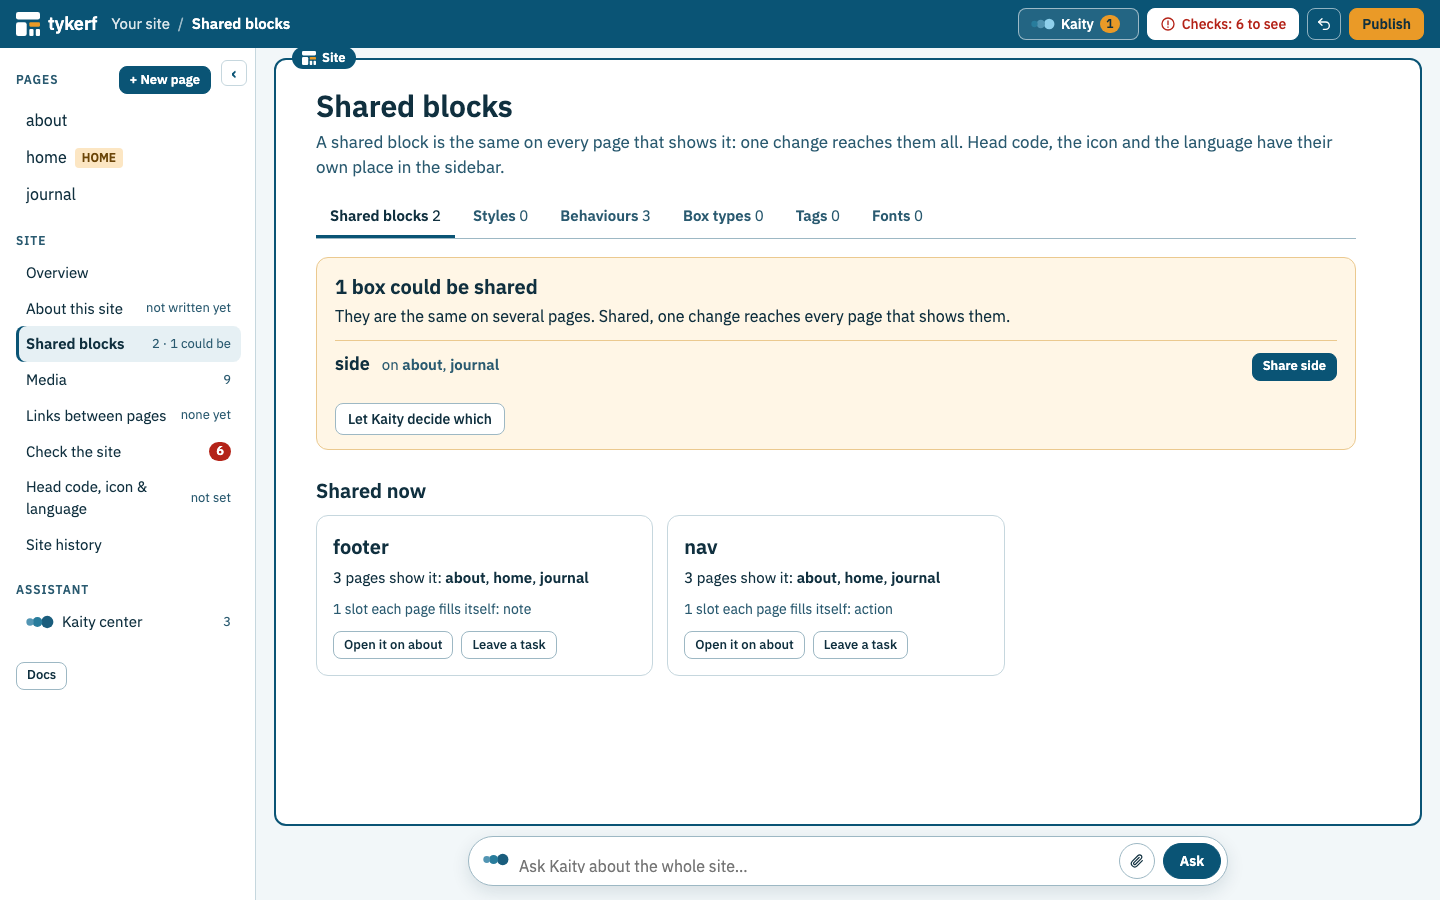 tykerf Your site / Shared blocks
Kaity 1
Checks: 6 to see
Publish
PAGES
+ New page
about
home HOME
journal
SITE
Overview
About this site not written yet
Shared blocks 2 · 1 could be
Media 9
Links between pages none yet
Check the site 6
Head code, icon &
language
not set
Site history
ASSISTANT
Kaity center 3
Docs
Site
Shared blocks
A shared block is the same on every page that shows it: one change reaches them all. Head code, the icon and the language have their
own place in the sidebar.
Shared blocks 2 Styles 0 Behaviours 3 Box types 0 Tags 0 Fonts 0
1 box could be shared
They are the same on several pages. Shared, one change reaches every page that shows them.
side on about, journal
Share side
Let Kaity decide which
Shared now
footer
3 pages show it: about, home, journal
1 slot each page fills itself: note
Open it on about Leave a task
nav
3 pages show it: about, home, journal
1 slot each page fills itself: action
Open it on about Leave a task
Ask Kaity about the whole site...
Ask